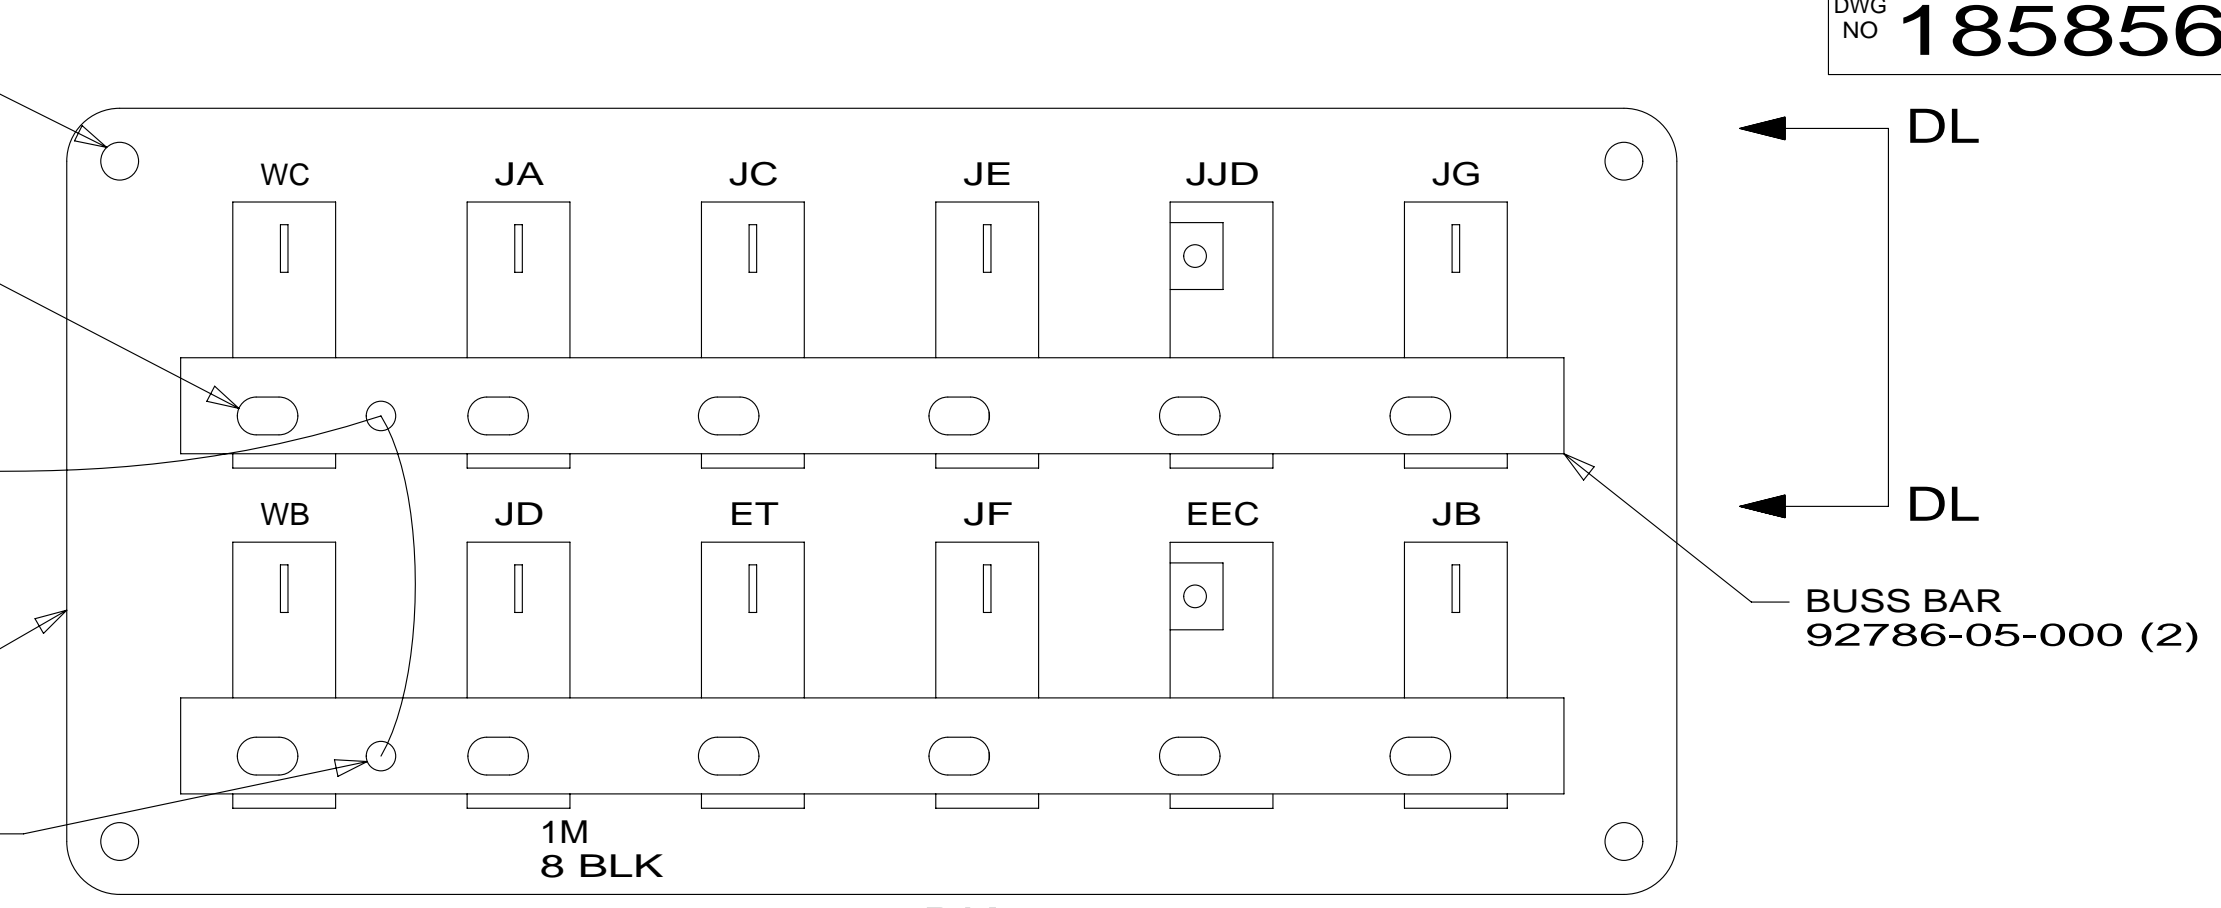 DWG
NO 185856
DL
WC JA JC JE JJD JG
WB JD ET JF EEC JB
DL
BUSS BAR
92786-05-000 (2)
1M
8 BLK